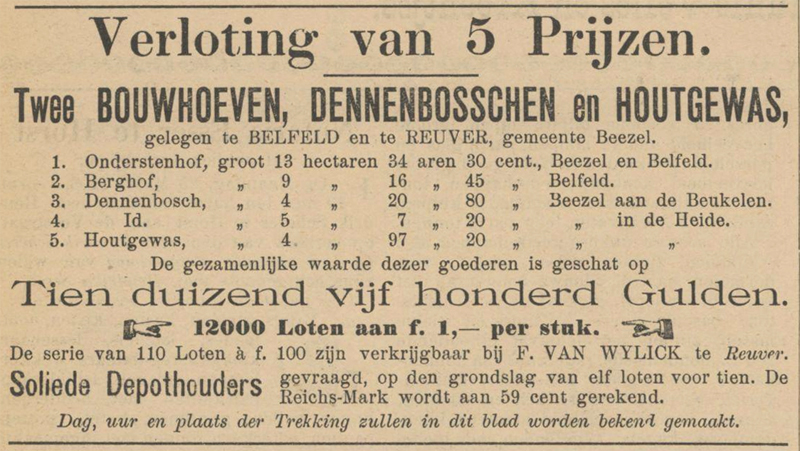 Verloting van 5 Prijzen.
Twee BOUWHOEVEN, DENNENBOSSCHEN en HOUTGEWAS,
gelegen te BELFELD en te REUVER, gemeente Beezel.
1. Onderstenhof, groot 13 hectaren 34 aren 30 cent., Beezel en Belfeld.
2. Berghof, „ 9 „ 16 „ 45 „ Belfeld.
3. Dennenbosch, „ 4 „ 20 „ 80 „ Beezel aan de Beukelen.
4. Id. „ 5 „ 7 „ 20 „ „ in de Heide.
5. Houtgewas, „ 4 „ 97 „ 20 „ „ „
De gezamenlijke waarde dezer goederen is geschat op
Tien duizend vijf honderd Gulden.
12000 Loten aan f. 1,— per stuk.
De serie van 110 Loten à f. 100 zijn verkrijgbaar bij F. VAN WYLICK te Reuver.
Soliede Depothouders gevraagd, op den grondslag van elf loten voor tien. De
Reichs-Mark wordt aan 59 cent gerekend.
Dag, uur en plaats der Trekking zullen in dit blad worden bekend gemaakt.